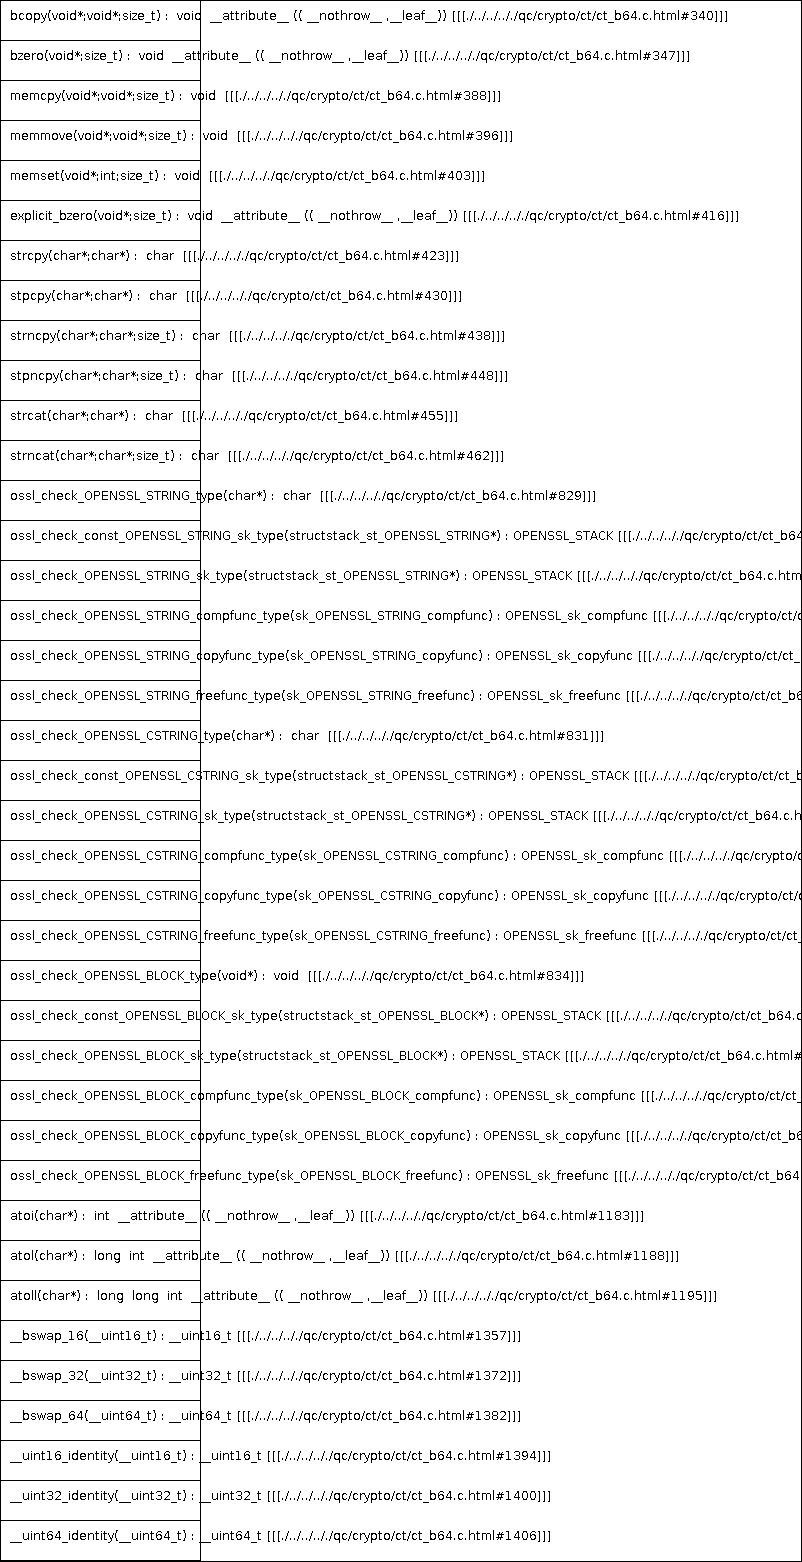 bcopy(void*;void*;size_t) : void __attribute__ (( __nothrow__ ,__leaf__)) [[[./../../../../qc/crypto/ct/ct_b64.c.html#340]]]
bzero(void*;size_t) : void __attribute__ (( __nothrow__ ,__leaf__)) [[[./../../../../qc/crypto/ct/ct_b64.c.html#347]]]
memcpy(void*;void*;size_t) : void [[[./../../../../qc/crypto/ct/ct_b64.c.html#388]]]
memmove(void*;void*;size_t) : void [[[./../../../../qc/crypto/ct/ct_b64.c.html#396]]]
memset(void*;int;size_t) : void [[[./../../../../qc/crypto/ct/ct_b64.c.html#403]]]
explicit_bzero(void*;size_t) : void __attribute__ (( __nothrow__ ,__leaf__)) [[[./../../../../qc/crypto/ct/ct_b64.c.html#416]]]
strcpy(char*;char*) : char [[[./../../../../qc/crypto/ct/ct_b64.c.html#423]]]
stpcpy(char*;char*) : char [[[./../../../../qc/crypto/ct/ct_b64.c.html#430]]]
strncpy(char*;char*;size_t) : char [[[./../../../../qc/crypto/ct/ct_b64.c.html#438]]]
stpncpy(char*;char*;size_t) : char [[[./../../../../qc/crypto/ct/ct_b64.c.html#448]]]
strcat(char*;char*) : char [[[./../../../../qc/crypto/ct/ct_b64.c.html#455]]]
strncat(char*;char*;size_t) : char [[[./../../../../qc/crypto/ct/ct_b64.c.html#462]]]
ossl_check_OPENSSL_STRING_type(char*) : char [[[./../../../../qc/crypto/ct/ct_b64.c.html#829]]]
ossl_check_const_OPENSSL_STRING_sk_type(structstack_st_OPENSSL_STRING*) : OPENSSL_STACK [[[./../../../../qc/crypto/ct/ct_b64
ossl_check_OPENSSL_STRING_sk_type(structstack_st_OPENSSL_STRING*) : OPENSSL_STACK [[[./../../../../qc/crypto/ct/ct_b64.c.htm
ossl_check_OPENSSL_STRING_compfunc_type(sk_OPENSSL_STRING_compfunc) : OPENSSL_sk_compfunc [[[./../../../../qc/crypto/ct/c
ossl_check_OPENSSL_STRING_copyfunc_type(sk_OPENSSL_STRING_copyfunc) : OPENSSL_sk_copyfunc [[[./../../../../qc/crypto/ct/ct_
ossl_check_OPENSSL_STRING_freefunc_type(sk_OPENSSL_STRING_freefunc) : OPENSSL_sk_freefunc [[[./../../../../qc/crypto/ct/ct_b6
ossl_check_OPENSSL_CSTRING_type(char*) : char [[[./../../../../qc/crypto/ct/ct_b64.c.html#831]]]
ossl_check_const_OPENSSL_CSTRING_sk_type(structstack_st_OPENSSL_CSTRING*) : OPENSSL_STACK [[[./../../../../qc/crypto/ct/ct_b
ossl_check_OPENSSL_CSTRING_sk_type(structstack_st_OPENSSL_CSTRING*) : OPENSSL_STACK [[[./../../../../qc/crypto/ct/ct_b64.c.h
ossl_check_OPENSSL_CSTRING_compfunc_type(sk_OPENSSL_CSTRING_compfunc) : OPENSSL_sk_compfunc [[[./../../../../qc/crypto/c
ossl_check_OPENSSL_CSTRING_copyfunc_type(sk_OPENSSL_CSTRING_copyfunc) : OPENSSL_sk_copyfunc [[[./../../../../qc/crypto/ct/c
ossl_check_OPENSSL_CSTRING_freefunc_type(sk_OPENSSL_CSTRING_freefunc) : OPENSSL_sk_freefunc [[[./../../../../qc/crypto/ct/ct_
ossl_check_OPENSSL_BLOCK_type(void*) : void [[[./../../../../qc/crypto/ct/ct_b64.c.html#834]]]
ossl_check_const_OPENSSL_BLOCK_sk_type(structstack_st_OPENSSL_BLOCK*) : OPENSSL_STACK [[[./../../../../qc/crypto/ct/ct_b64.c
ossl_check_OPENSSL_BLOCK_sk_type(structstack_st_OPENSSL_BLOCK*) : OPENSSL_STACK [[[./../../../../qc/crypto/ct/ct_b64.c.html#
ossl_check_OPENSSL_BLOCK_compfunc_type(sk_OPENSSL_BLOCK_compfunc) : OPENSSL_sk_compfunc [[[./../../../../qc/crypto/ct/ct_
ossl_check_OPENSSL_BLOCK_copyfunc_type(sk_OPENSSL_BLOCK_copyfunc) : OPENSSL_sk_copyfunc [[[./../../../../qc/crypto/ct/ct_b6
ossl_check_OPENSSL_BLOCK_freefunc_type(sk_OPENSSL_BLOCK_freefunc) : OPENSSL_sk_freefunc [[[./../../../../qc/crypto/ct/ct_b64
atoi(char*) : int __attribute__ (( __nothrow__ ,__leaf__)) [[[./../../../../qc/crypto/ct/ct_b64.c.html#1183]]]
atol(char*) : long int __attribute__ (( __nothrow__ ,__leaf__)) [[[./../../../../qc/crypto/ct/ct_b64.c.html#1188]]]
atoll(char*) : long long int __attribute__ (( __nothrow__ ,__leaf__)) [[[./../../../../qc/crypto/ct/ct_b64.c.html#1195]]]
__bswap_16(__uint16_t) : __uint16_t [[[./../../../../qc/crypto/ct/ct_b64.c.html#1357]]]
__bswap_32(__uint32_t) : __uint32_t [[[./../../../../qc/crypto/ct/ct_b64.c.html#1372]]]
__bswap_64(__uint64_t) : __uint64_t [[[./../../../../qc/crypto/ct/ct_b64.c.html#1382]]]
__uint16_identity(__uint16_t) : __uint16_t [[[./../../../../qc/crypto/ct/ct_b64.c.html#1394]]]
__uint32_identity(__uint32_t) : __uint32_t [[[./../../../../qc/crypto/ct/ct_b64.c.html#1400]]]
__uint64_identity(__uint64_t) : __uint64_t [[[./../../../../qc/crypto/ct/ct_b64.c.html#1406]]]